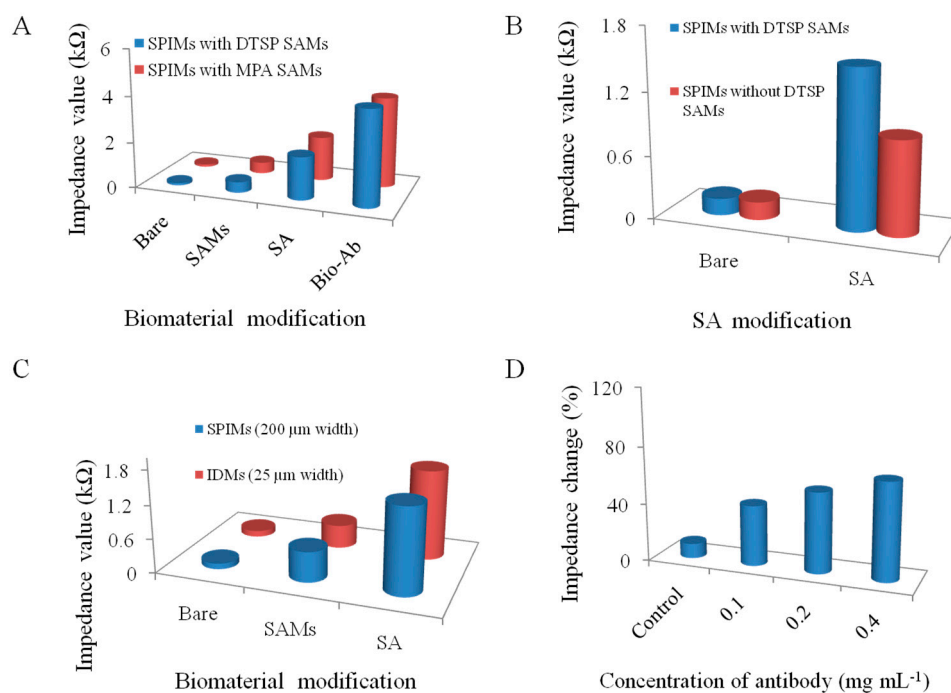 A
Impedance value (kΩ)
6
4
2
0
SPIMs with DTSP SAMs
SPIMs with MPA SAMs
Bare
SAMs
SA
Bio-Ab
Biomaterial modification
B
Impedance value (kΩ)
1.8
1.2
0.6
0
SPIMs with DTSP SAMs
SPIMs without DTSP
SAMs
Bare
SA
SA modification
C
Impedance value (kΩ)
1.8
1.2
0.6
0
SPIMs (200 µm width)
IDMs (25 µm width)
Bare
SAMs
SA
Biomaterial modification
D
Impedance change (%)
120
80
40
0
Control
0.1
0.2
0.4
Concentration of antibody (mg mL⁻¹)